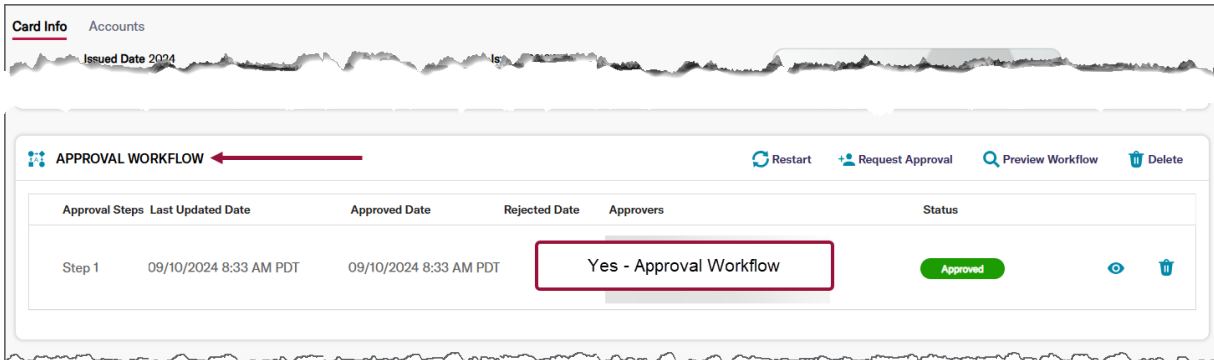 Card Info Accounts
Issued Date 2024
APPROVAL WORKFLOW Restart Request Approval Preview Workflow Delete
Approval Steps Last Updated Date Approved Date Rejected Date Approvers Status
Step 1 09/10/2024 8:33 AM PDT 09/10/2024 8:33 AM PDT Yes - Approval Workflow Approved